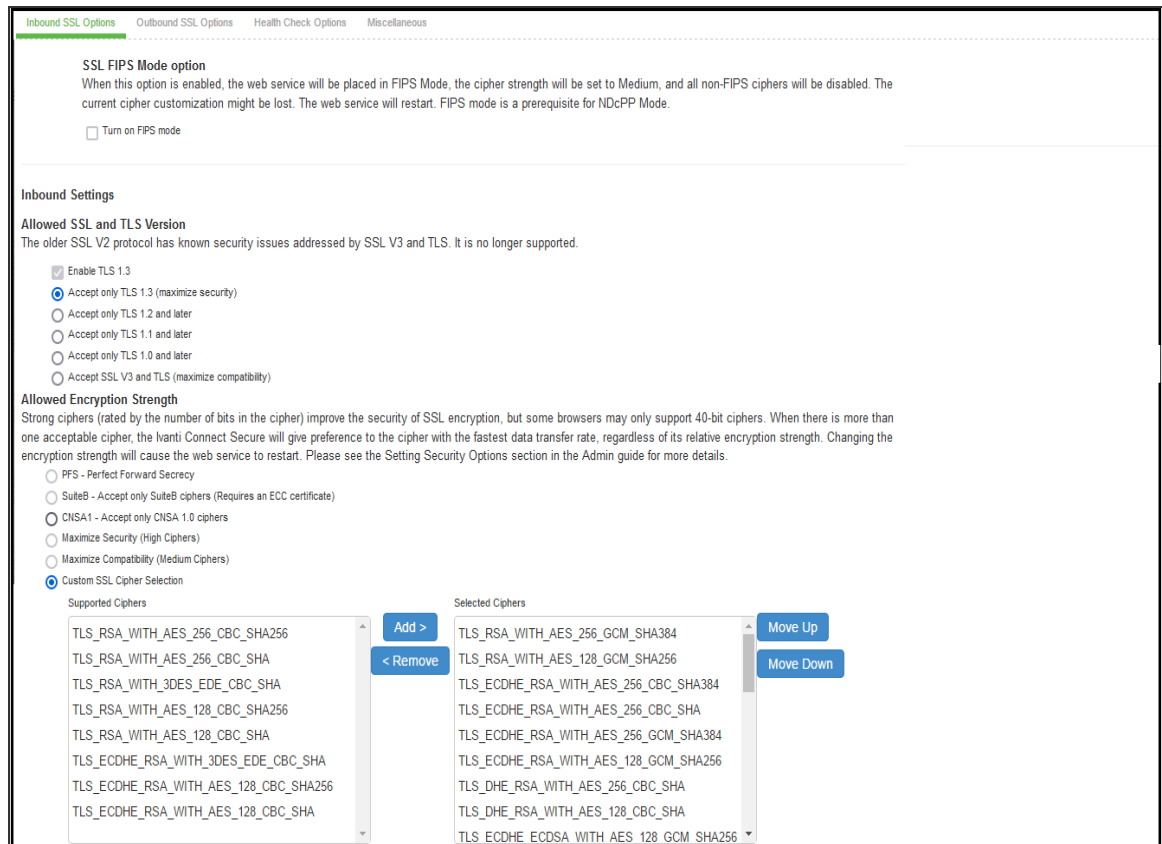 Inbound SSL Options Outbound SSL Options Health Check Options Miscellaneous
SSL FIPS Mode option
When this option is enabled, the web service will be placed in FIPS Mode, the cipher strength will be set to Medium, and all non-FIPS ciphers will be disabled. The
current cipher customization might be lost. The web service will restart. FIPS mode is a prerequisite for NDcPP Mode.
Turn on FIPS mode
Inbound Settings
Allowed SSL and TLS Version
The older SSL V2 protocol has known security issues addressed by SSL V3 and TLS. It is no longer supported.
Enable TLS 1.3
Accept only TLS 1.3 (maximize security)
Accept only TLS 1.2 and later
Accept only TLS 1.1 and later
Accept only TLS 1.0 and later
Accept SSL V3 and TLS (maximize compatibility)
Allowed Encryption Strength
Strong ciphers (rated by the number of bits in the cipher) improve the security of SSL encryption, but some browsers may only support 40-bit ciphers. When there is more than
one acceptable cipher, the Ivanti Connect Secure will give preference to the cipher with the fastest data transfer rate, regardless of its relative encryption strength. Changing the
encryption strength will cause the web service to restart. Please see the Setting Security Options section in the Admin guide for more details.
PFS - Perfect Forward Secrecy
SuiteB - Accept only SuiteB ciphers (Requires an ECC certificate)
CNSA1 - Accept only CNSA 1.0 ciphers
Maximize Security (High Ciphers)
Maximize Compatibility (Medium Ciphers)
Custom SSL Cipher Selection
Supported Ciphers
TLS_RSA_WITH_AES_256_CBC_SHA256
TLS_RSA_WITH_AES_256_CBC_SHA
TLS_RSA_WITH_3DES_EDE_CBC_SHA
TLS_RSA_WITH_AES_128_CBC_SHA256
TLS_RSA_WITH_AES_128_CBC_SHA
TLS_ECDHE_RSA_WITH_3DES_EDE_CBC_SHA
TLS_ECDHE_RSA_WITH_AES_128_CBC_SHA256
TLS_ECDHE_RSA_WITH_AES_128_CBC_SHA
Add >
< Remove
Selected Ciphers
TLS_RSA_WITH_AES_256_GCM_SHA384
TLS_RSA_WITH_AES_128_GCM_SHA256
TLS_ECDHE_RSA_WITH_AES_256_CBC_SHA384
TLS_ECDHE_RSA_WITH_AES_256_CBC_SHA
TLS_ECDHE_RSA_WITH_AES_256_GCM_SHA384
TLS_ECDHE_RSA_WITH_AES_128_GCM_SHA256
TLS_DHE_RSA_WITH_AES_256_CBC_SHA
TLS_DHE_RSA_WITH_AES_128_CBC_SHA
TLS_ECDHE_ECDSA_WITH_AES_128_GCM_SHA256
Move Up
Move Down